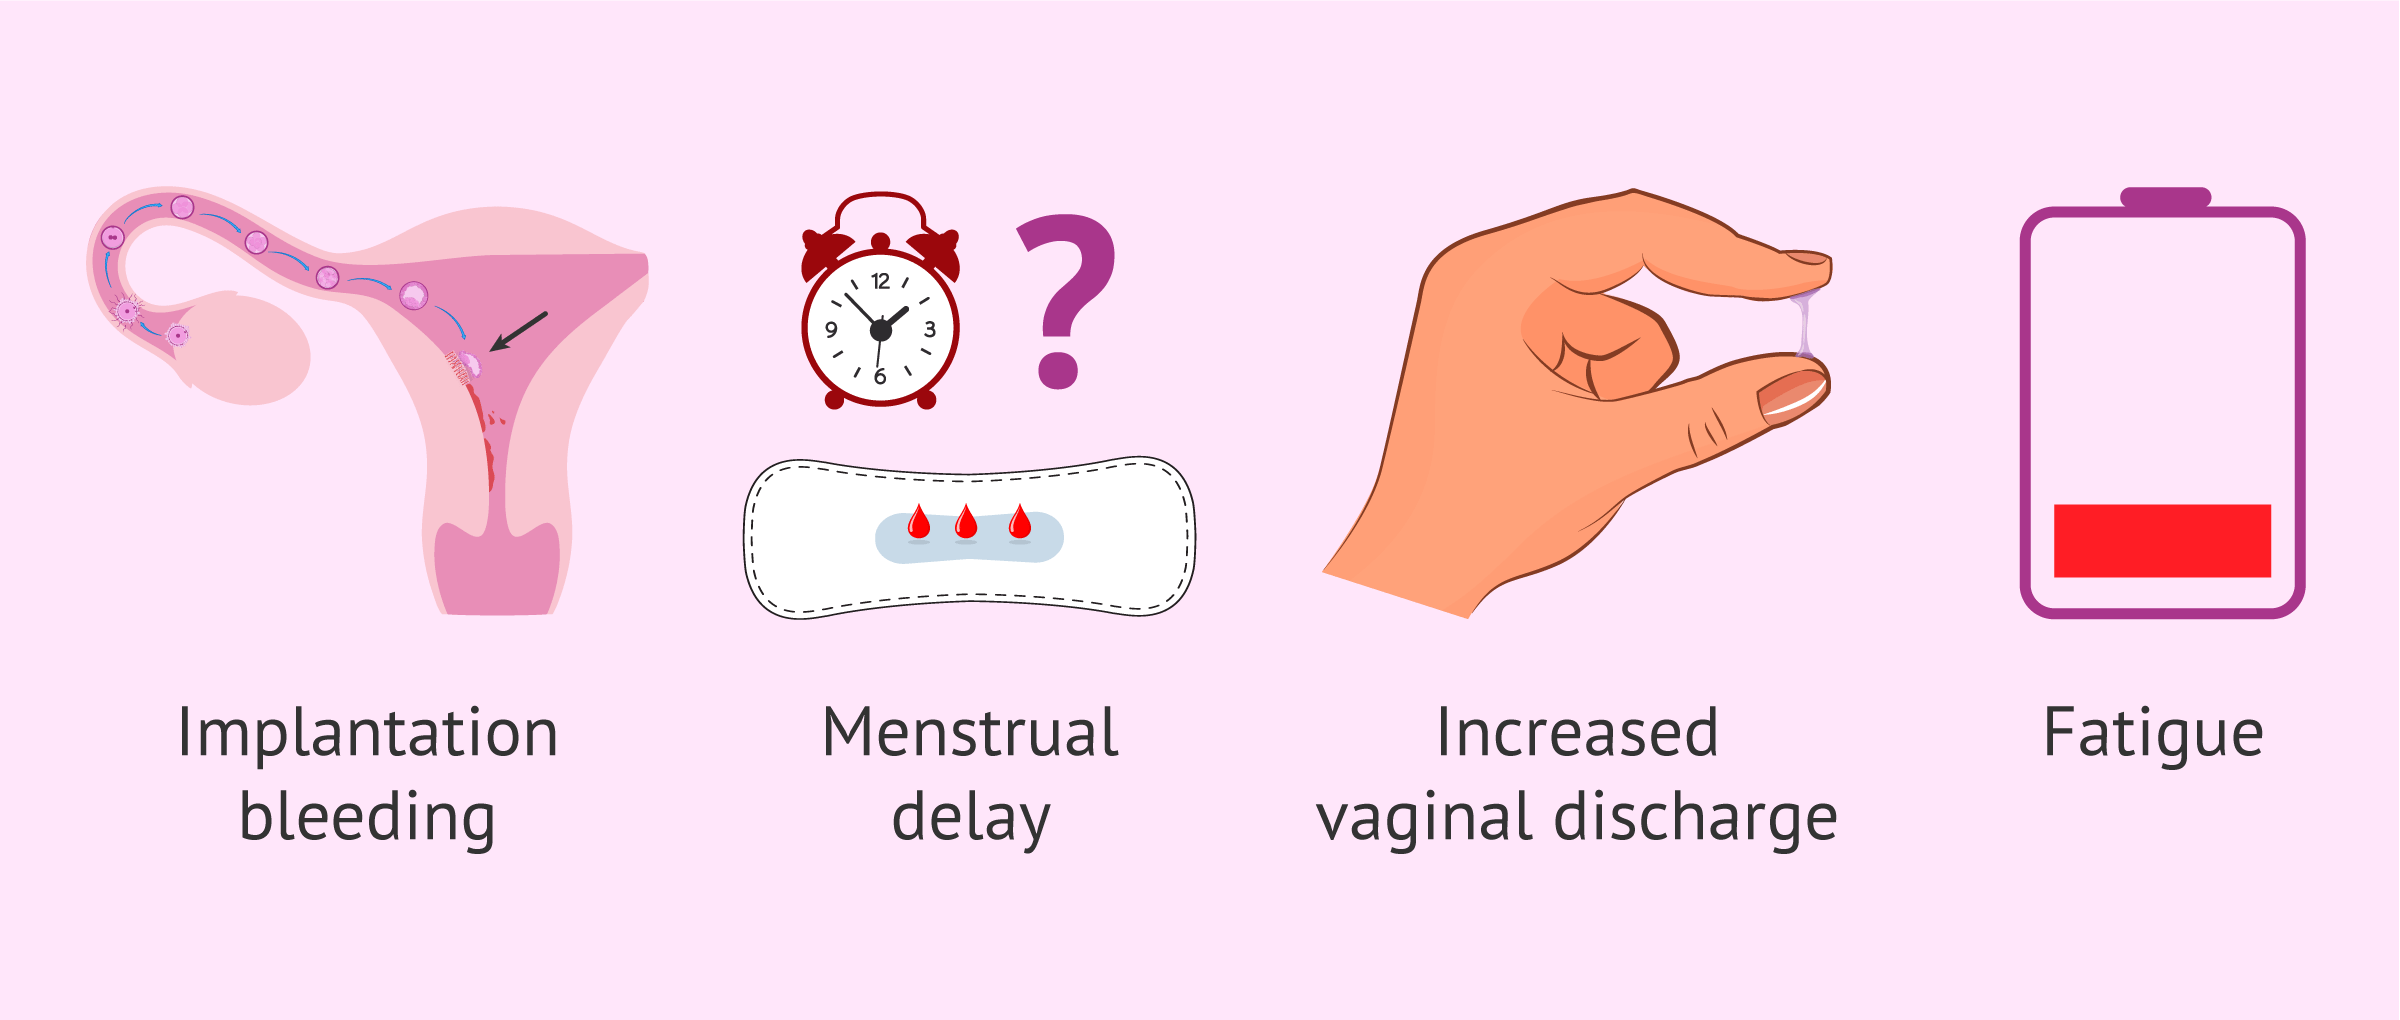 12
9
3
6
?
Implantation
bleeding
Menstrual
delay
Increased
vaginal discharge
Fatigue